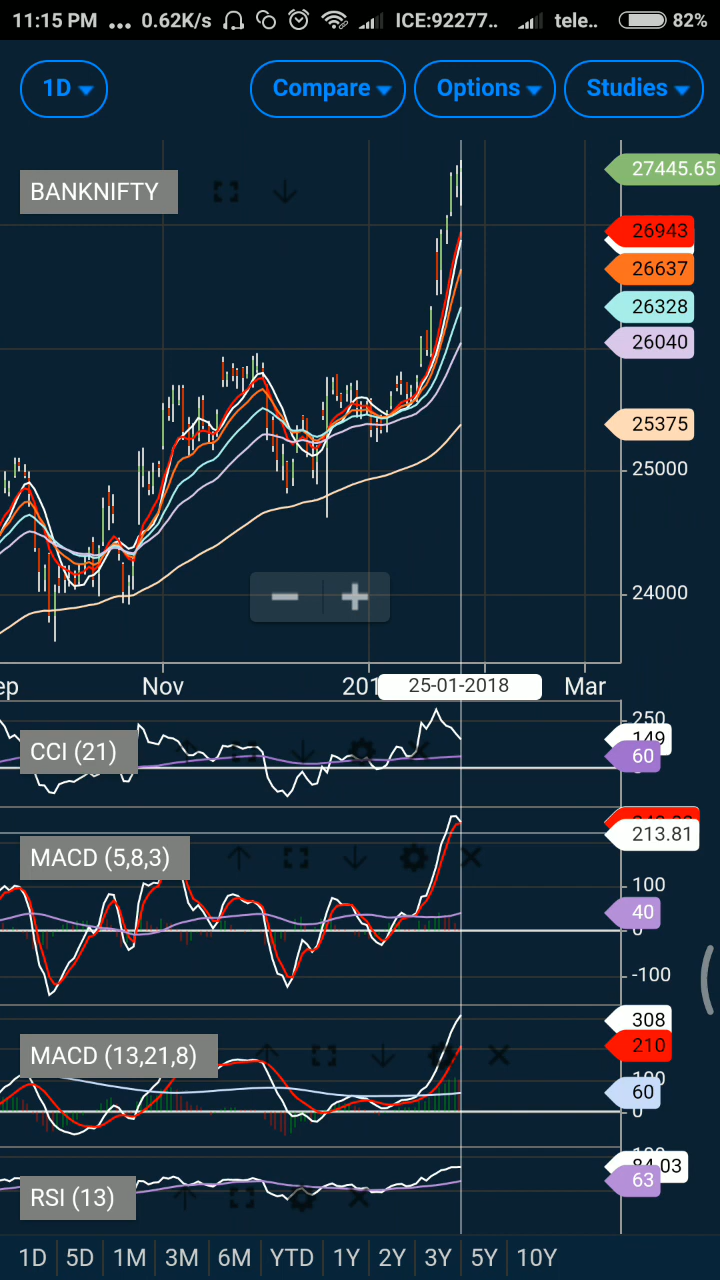 11:15 PM ... 0.62K/s ICE:92277.. tele.. 82%
1D Compare Options Studies
27445.65
BANKNIFTY
26943
26637
26328
26040
25375
25000
24000
Nov 25-01-2018 Mar
250
149
CCI (21)
60
213.81
MACD (5,8,3)
100
40
0
-100
308
MACD (13,21,8)
210
100
60
0
84.03
63
RSI (13)
1D 5D 1M 3M 6M YTD 1Y 2Y 3Y 5Y 10Y